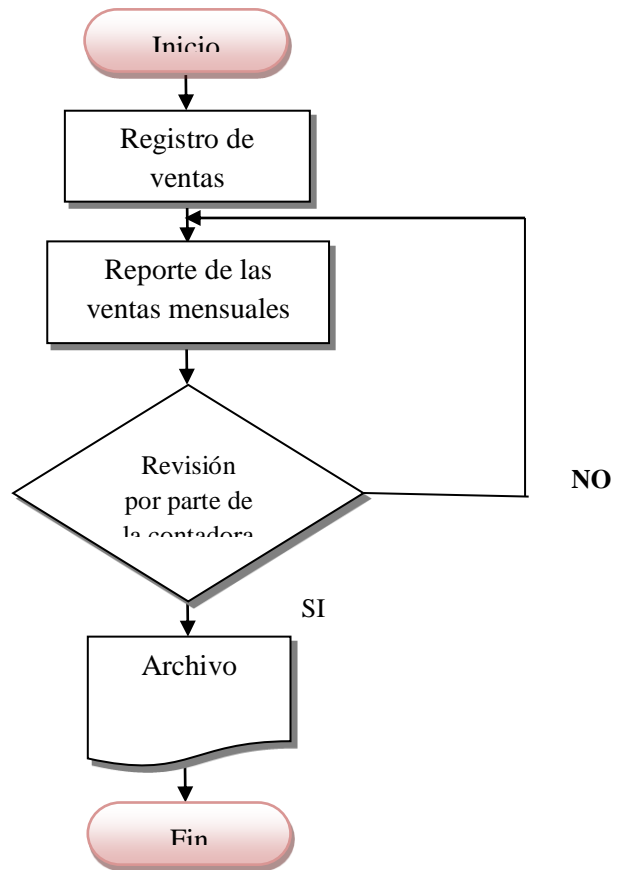 Inicio
Registro de
ventas
Reporte de las
ventas mensuales
Revisión
por parte de
la contadora
NO
SI
Archivo
Fin